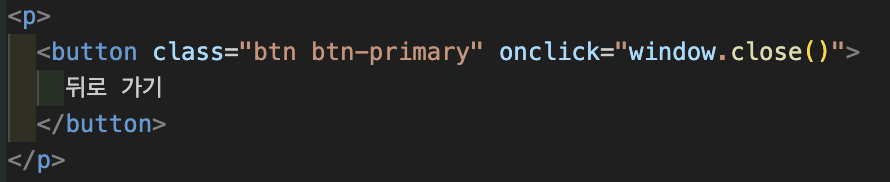 <p>
<button class="btn btn-primary" onclick="window.close()">
뒤로 가기
</button>
</p>